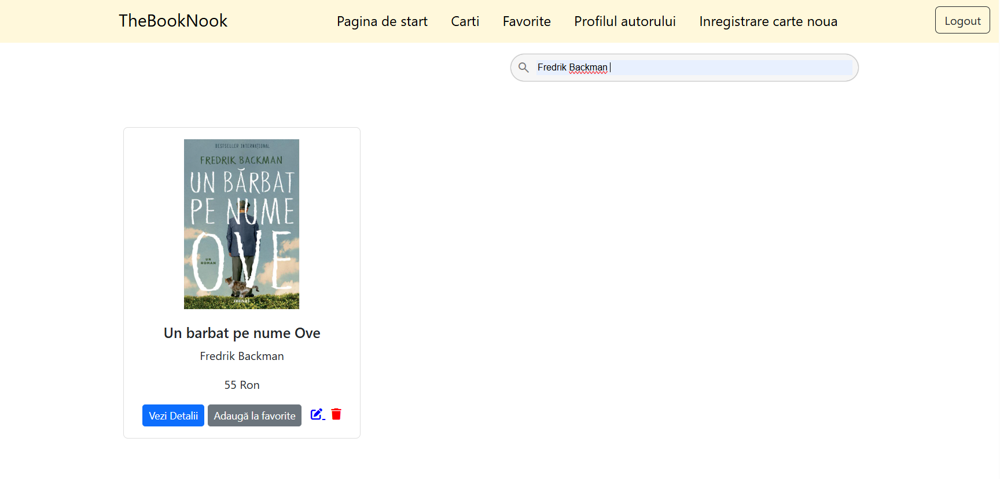 TheBookNook
Pagina de start
Carti
Favorite
Profilul autorului
Inregistrare carte noua
Logout
Fredrik Backman
BESTSELLER INTERNAȚIONAL
FREDRIK BACKMAN
UN BĂRBAT
PE NUME
OVE
UN
ROMAN
musai
Un barbat pe nume Ove
Fredrik Backman
55 Ron
Vezi Detalii
Adaugă la favorite